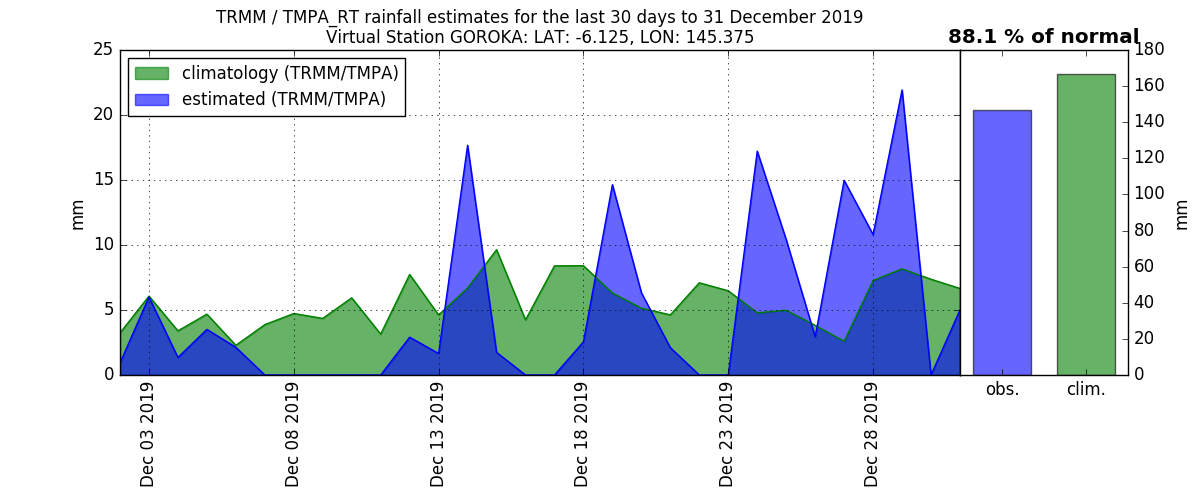 TRMM / TMPA_RT rainfall estimates for the last 30 days to 31 December 2019
Virtual Station GOROKA: LAT: -6.125, LON: 145.375
88.1 % of normal
climatology (TRMM/TMPA)
estimated (TRMM/TMPA)
25
20
15
10
5
0
mm
Dec 03 2019
Dec 08 2019
Dec 13 2019
Dec 18 2019
Dec 23 2019
Dec 28 2019
obs.
clim.
180
160
140
120
100
80
60
40
20
0
mm